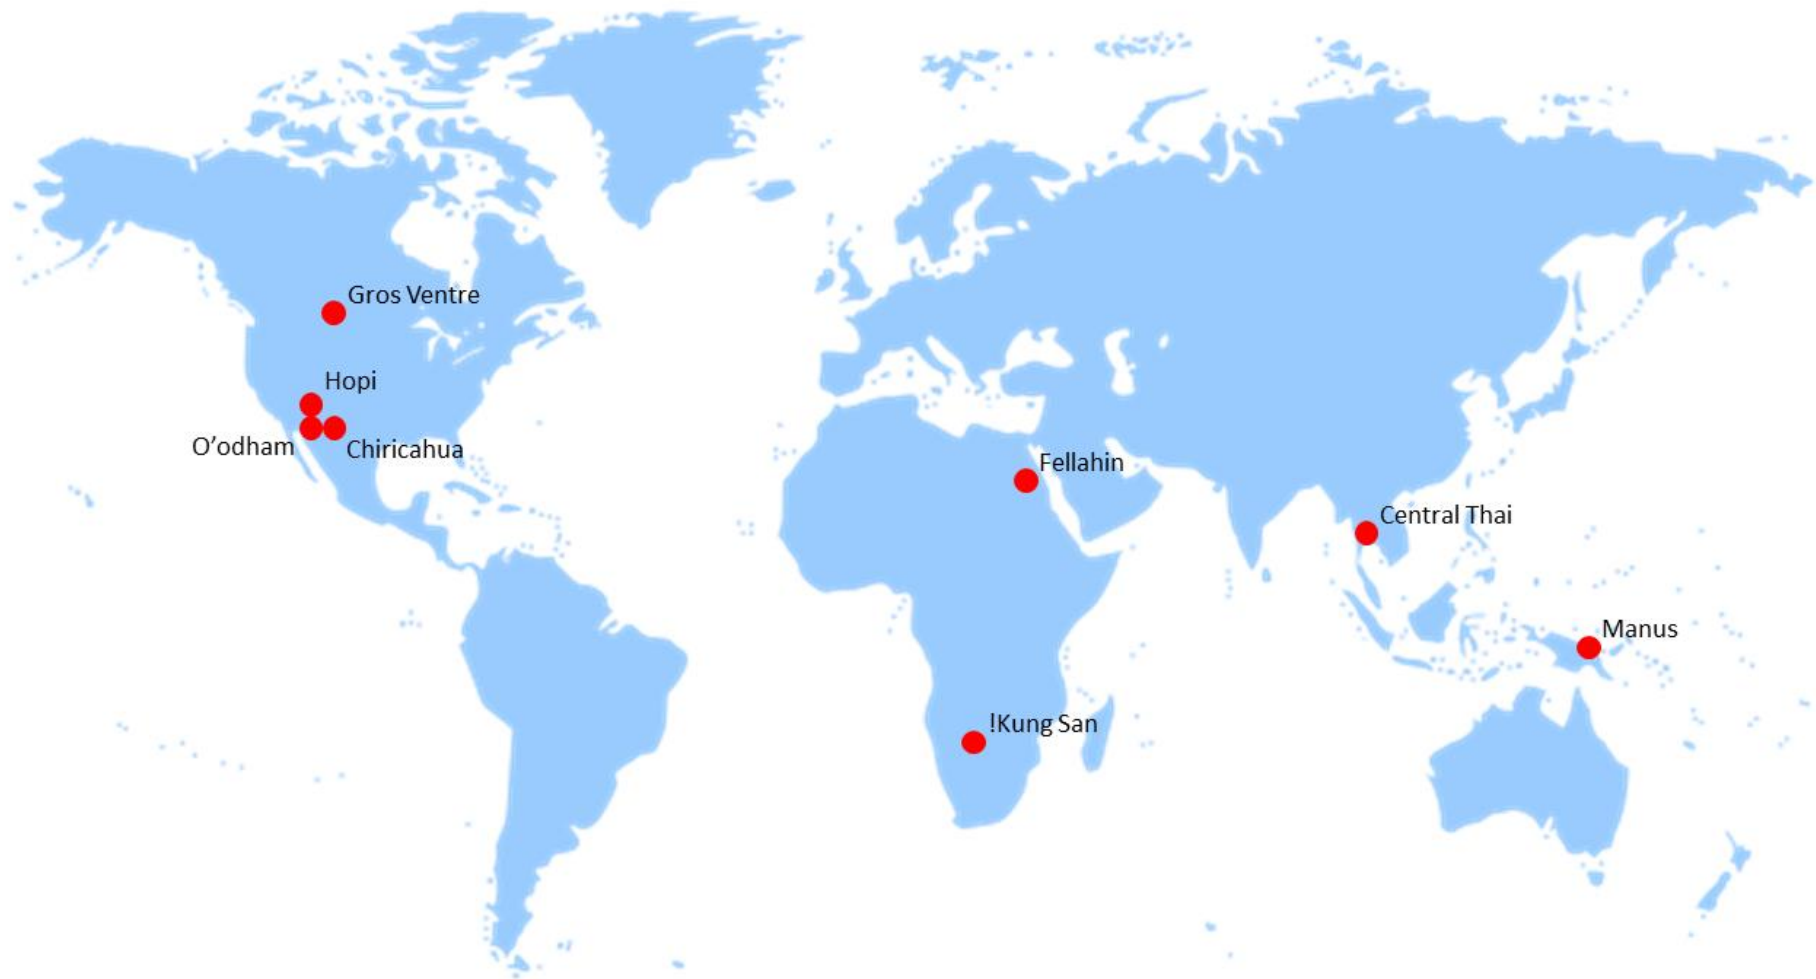 Gros Ventre
Hopi
O’odham
Chiricahua
Fellahin
Central Thai
Manus
!Kung San